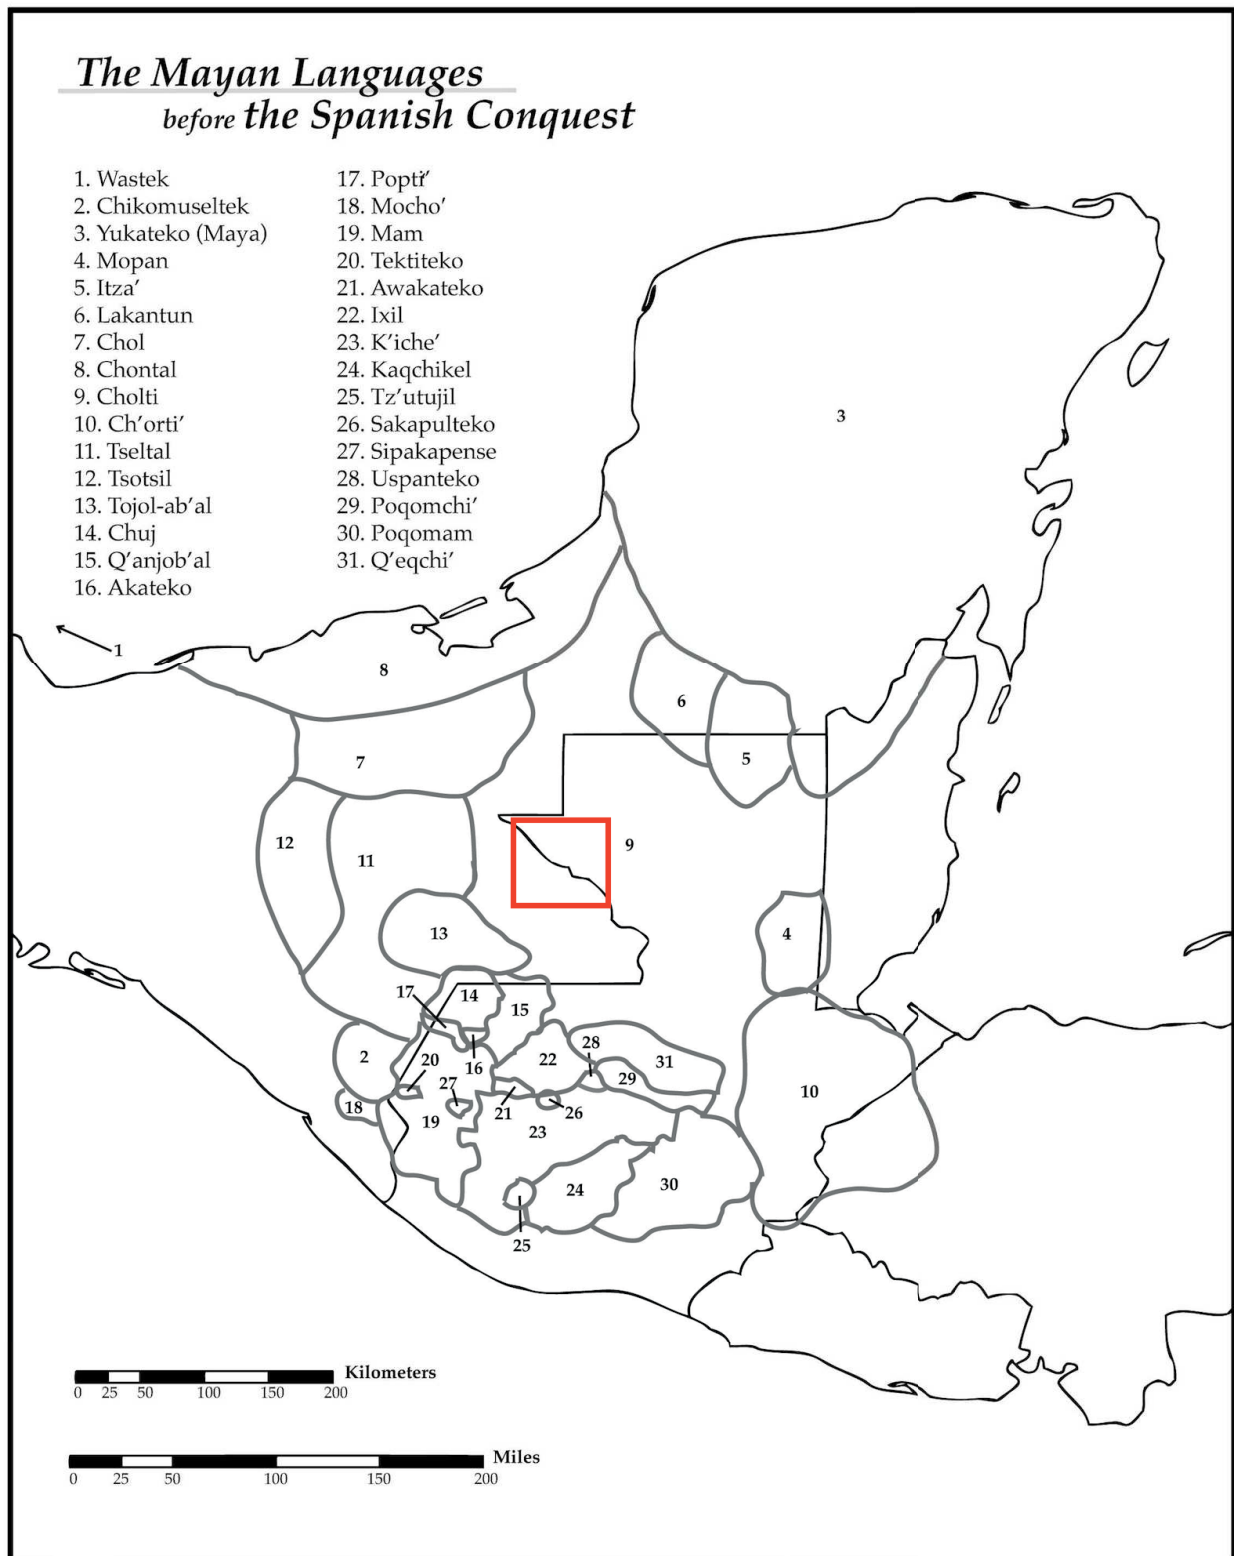 The Mayan Languages
before the Spanish Conquest
1. Wastek
2. Chikomuseltek
3. Yukateko (Maya)
4. Mopan
5. Itza'
6. Lakantun
7. Chol
8. Chontal
9. Cholti
10. Ch'orti'
11. Tseltal
12. Tsotsil
13. Tojol-ab'al
14. Chuj
15. Q'anjob'al
16. Akateko
17. Popti'
18. Mocho'
19. Mam
20. Tektiteko
21. Awakateko
22. Ixil
23. K'iche'
24. Kaqchikel
25. Tz'utujil
26. Sakapulteko
27. Sipakapense
28. Uspanteko
29. Poqomchi'
30. Poqomam
31. Q'eqchi'
3
1
8
6
7
5
12
11
9
13
4
17
14
15
2
20
16
22
28
31
29
27
10
18
19
21
26
23
24
30
25
Kilometers
0 25 50 100 150 200
Miles
0 25 50 100 150 200